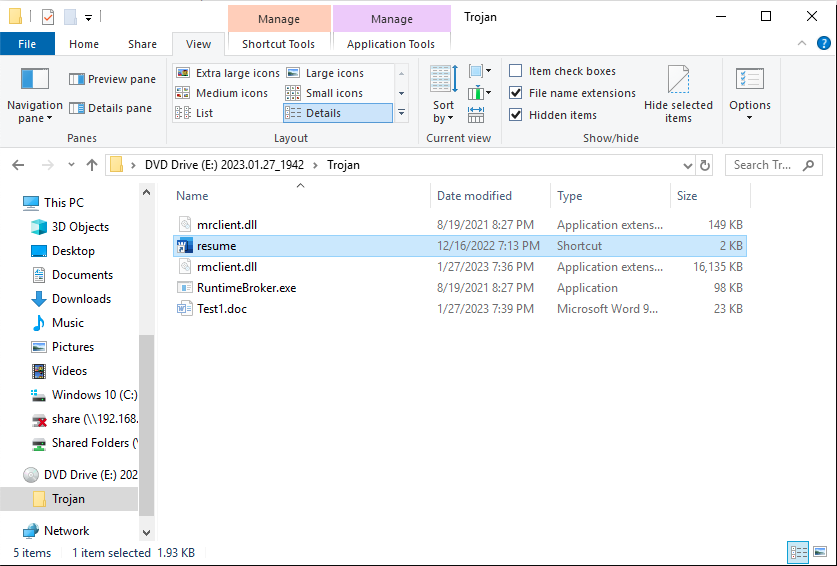 Manage Manage Trojan
File Home Share View Shortcut Tools Application Tools
Navigation pane
Preview pane
Details pane
Panes
Extra large icons Large icons
Medium icons Small icons
List Details
Layout
Sort by
Current view
Item check boxes
File name extensions
Hidden items
Hide selected items
Show/hide
Options
DVD Drive (E:) 2023.01.27_1942 Trojan Search Tr...
This PC
3D Objects
Desktop
Documents
Downloads
Music
Pictures
Videos
Windows 10 (C:)
share (\\192.168.
Shared Folders (\
DVD Drive (E:) 202
Trojan
Network
Name Date modified Type Size
mrclient.dll 8/19/2021 8:27 PM Application extens... 149 KB
resume 12/16/2022 7:13 PM Shortcut 2 KB
rmclient.dll 1/27/2023 7:36 PM Application extens... 16,135 KB
RuntimeBroker.exe 8/19/2021 8:27 PM Application 98 KB
Test1.doc 1/27/2023 7:39 PM Microsoft Word 9... 23 KB
5 items 1 item selected 1.93 KB